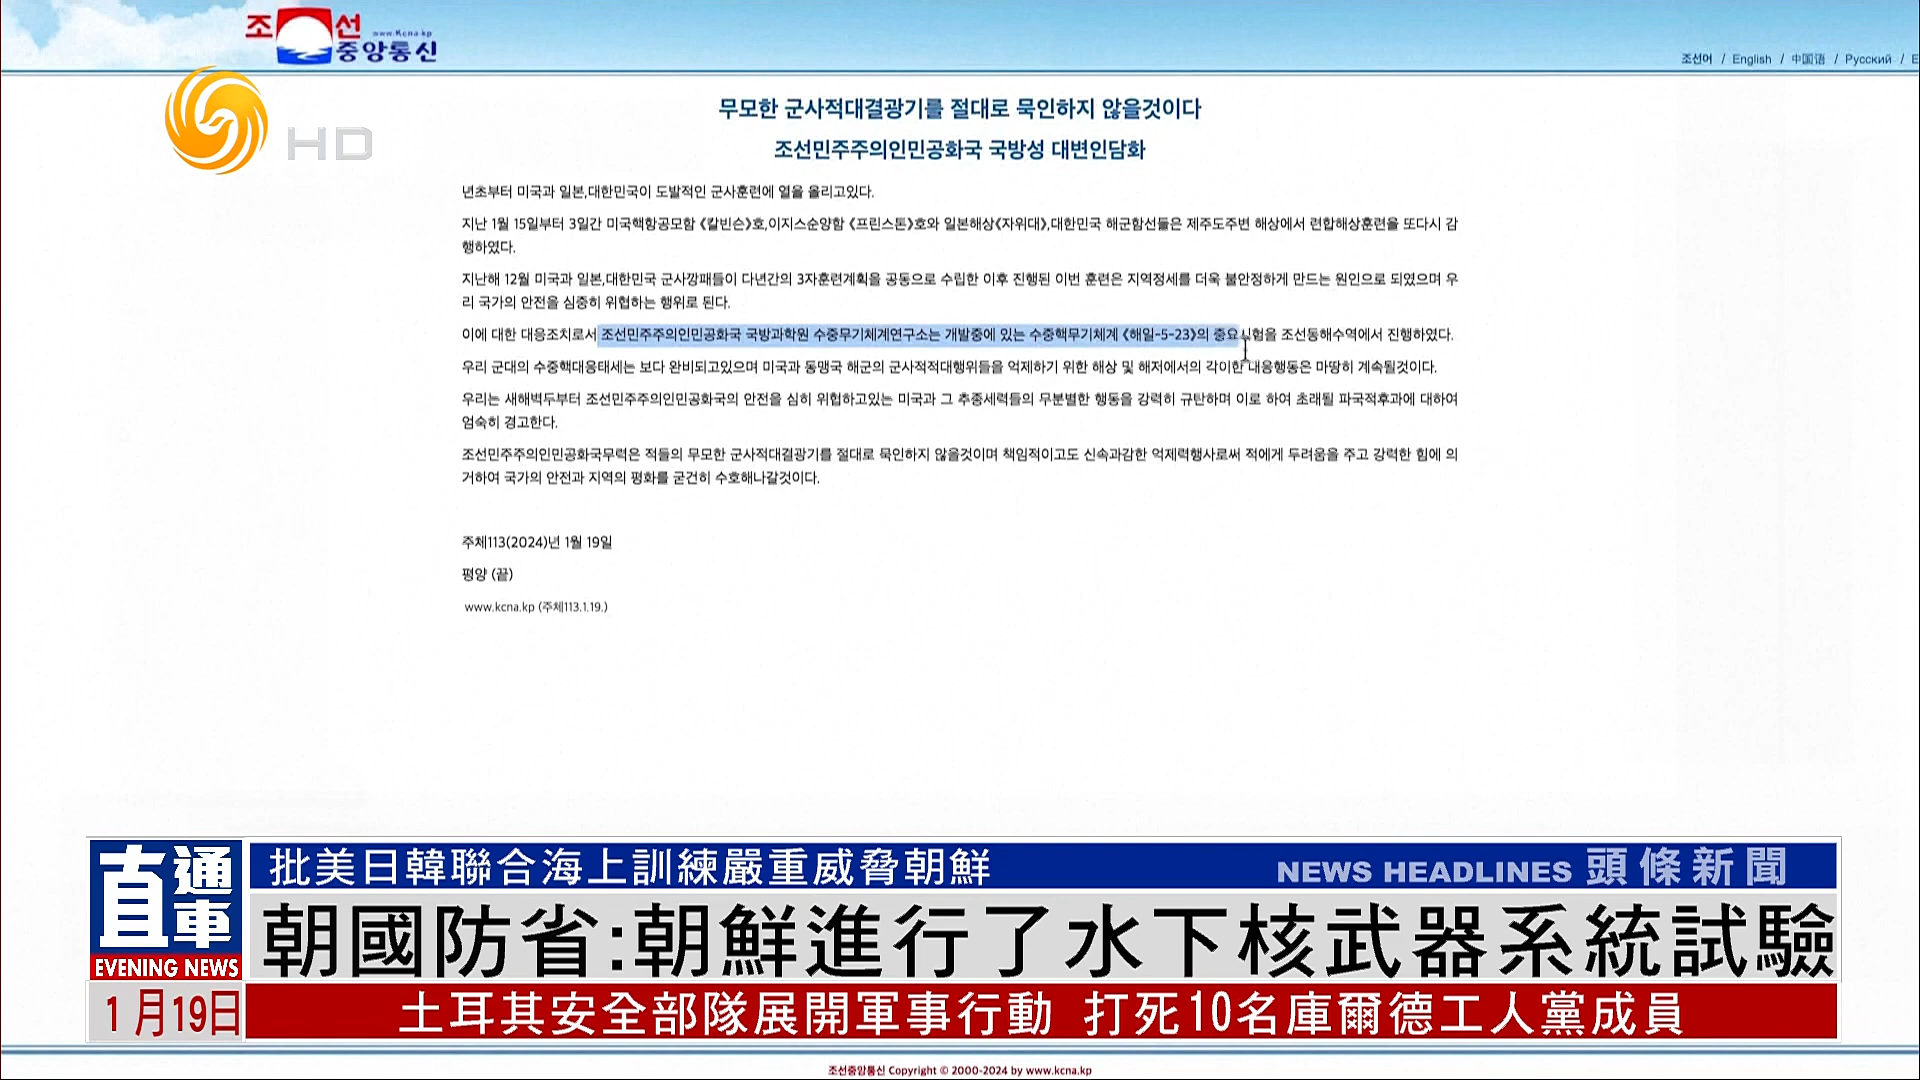 조선
www.Kcna.kp
중앙통신
조선어 / English / 中国语 / Русский / E
HD
무모한 군사적대결광기를 절대로 묵인하지 않을것이다
조선민주주의인민공화국 국방성 대변인담화
년초부터 미국과 일본,대한민국이 도발적인 군사훈련에 열을 올리고있다.
지난 1월 15일부터 3일간 미국핵항공모함 《칼빈슨》호,이지스순양함 《프린스톤》호와 일본해상《자위대》,대한민국 해군함선들은 제주도주변 해상에서 련합해상훈련을 또다시 감
행하였다.
지난해 12월 미국과 일본,대한민국 군사깡패들이 다년간의 3자훈련계획을 공동으로 수립한 이후 진행된 이번 훈련은 지역정세를 더욱 불안정하게 만드는 원인으로 되였으며 우
리 국가의 안전을 심중히 위협하는 행위로 된다.
이에 대한 대응조치로서 조선민주주의인민공화국 국방과학원 수중무기체계연구소는 개발중에 있는 수중핵무기체계 《해일-5-23》의 중요시험을 조선동해수역에서 진행하였다.
우리 군대의 수중핵대응태세는 보다 완비되고있으며 미국과 동맹국 해군의 군사적적대행위들을 억제하기 위한 해상 및 해저에서의 각이한 대응행동은 마땅히 계속될것이다.
우리는 새해벽두부터 조선민주주의인민공화국의 안전을 심히 위협하고있는 미국과 그 추종세력들의 무분별한 행동을 강력히 규탄하며 이로 하여 초래될 파국적후과에 대하여
엄숙히 경고한다.
조선민주주의인민공화국무력은 적들의 무모한 군사적대결광기를 절대로 묵인하지 않을것이며 책임적이고도 신속과감한 억제력행사로써 적에게 두려움을 주고 강력한 힘에 의
거하여 국가의 안전과 지역의 평화를 굳건히 수호해나갈것이다.
주체113(2024)년 1월 19일
평양 (끝)
www.kcna.kp (주체113.1.19.)
直通車
EVENING NEWS
1月19日
批美日韓聯合海上訓練嚴重威脅朝鮮
NEWS HEADLINES 頭條新聞
朝國防省:朝鮮進行了水下核武器系統試驗
土耳其安全部隊展開軍事行動 打死10名庫爾德工人黨成員
조선중앙통신 Copyright © 2000-2024 by www.kcna.kp